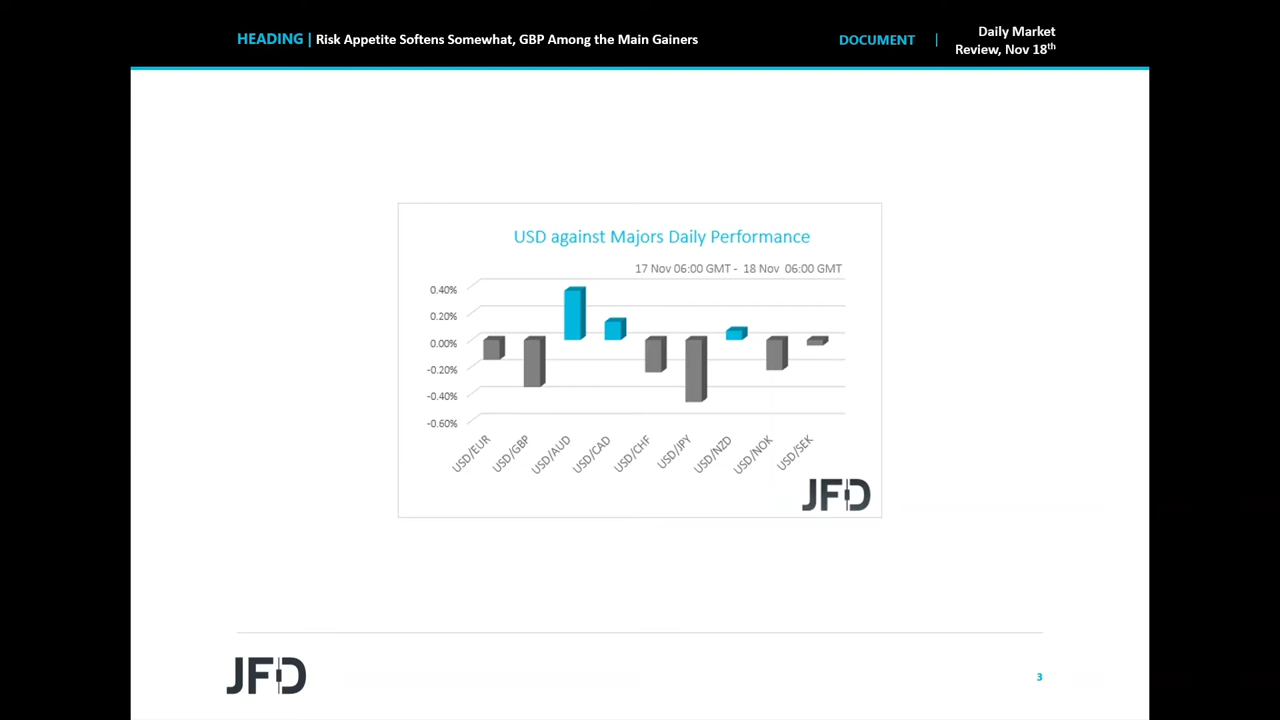 HEADING | Risk Appetite Softens Somewhat, GBP Among the Main Gainers
DOCUMENT |
Daily Market
Review, Nov 18th
USD against Majors Daily Performance
17 Nov 06:00 GMT - 18 Nov 06:00 GMT
0.40%
0.20%
0.00%
-0.20%
-0.40%
-0.60%
USD/EUR
USD/GBP
USD/AUD
USD/CAD
USD/CHF
USD/JPY
USD/NZD
USD/NOK
USD/SEK
JFD
JFD
3